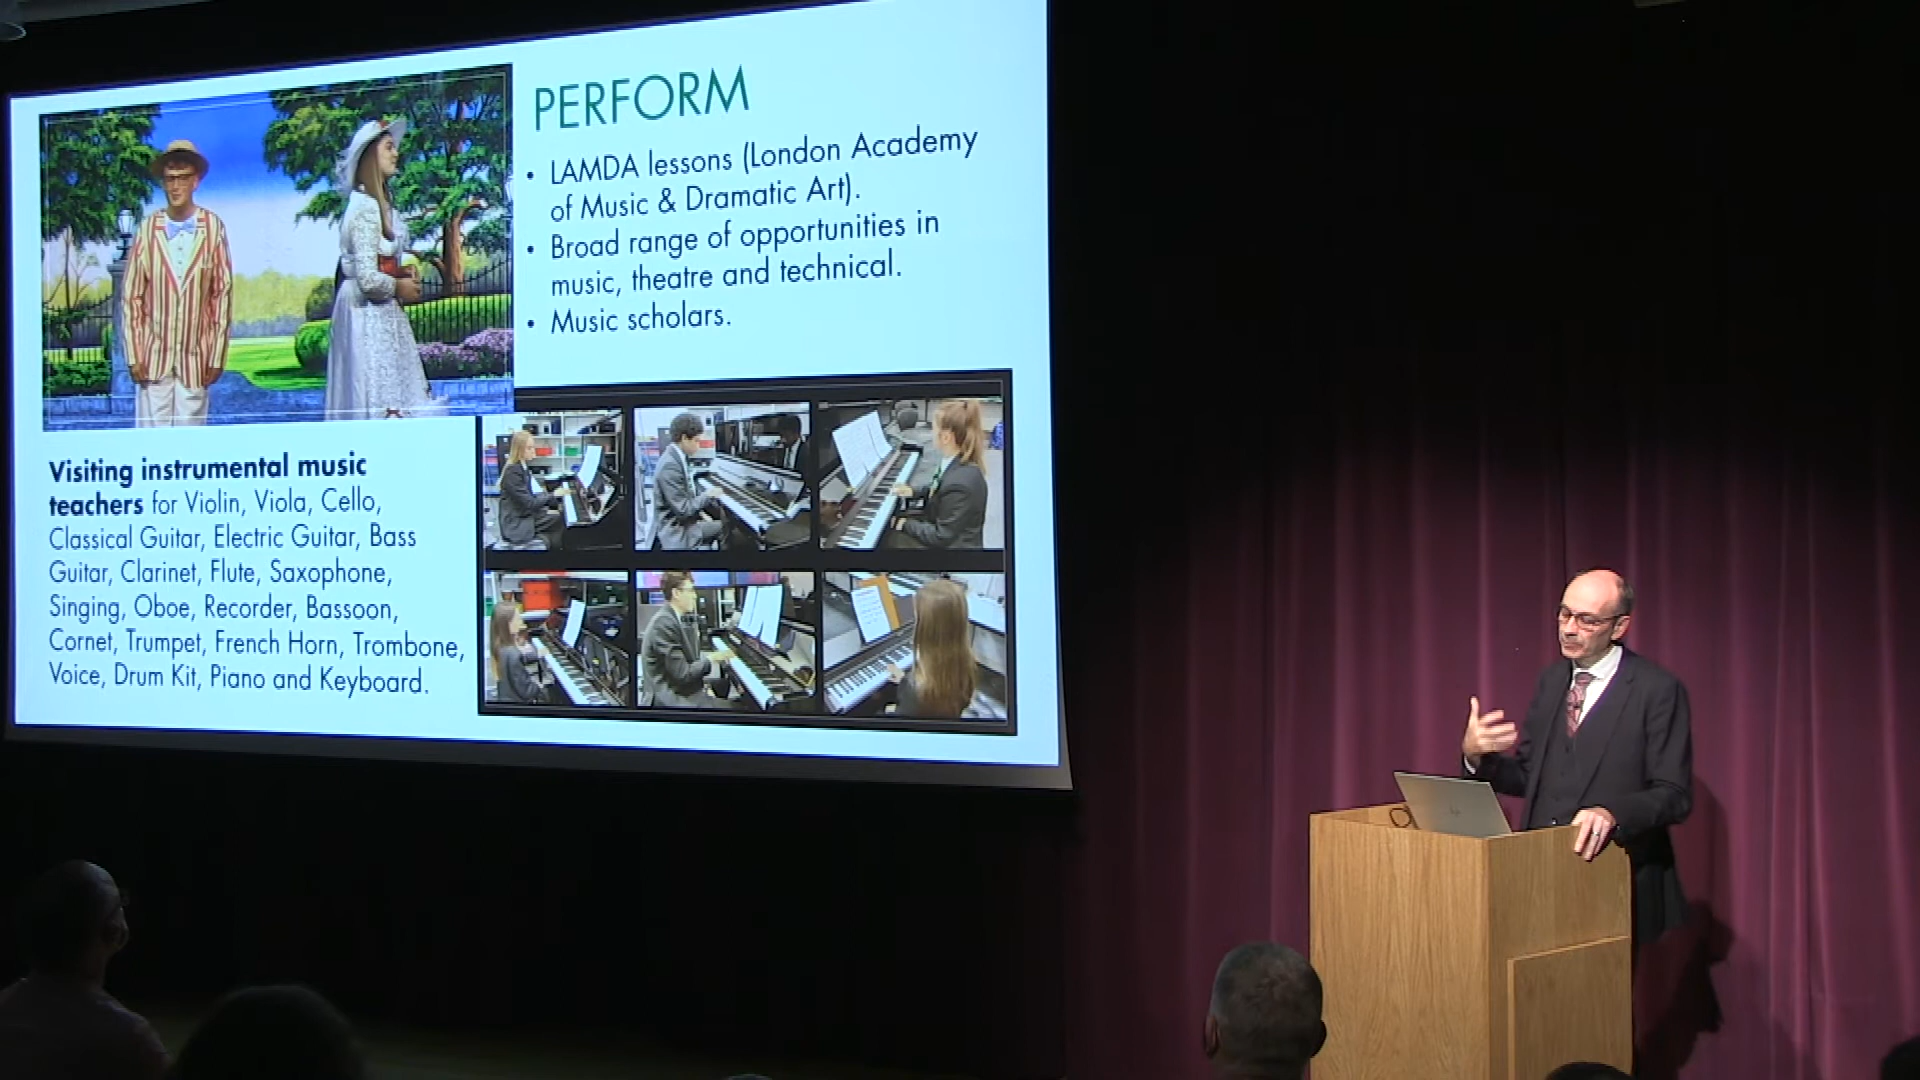 PERFORM
• LAMDA lessons (London Academy
of Music & Dramatic Art).
• Broad range of opportunities in
music, theatre and technical.
• Music scholars.
Visiting instrumental music
teachers for Violin, Viola, Cello,
Classical Guitar, Electric Guitar, Bass
Guitar, Clarinet, Flute, Saxophone,
Singing, Oboe, Recorder, Bassoon,
Cornet, Trumpet, French Horn, Trombone,
Voice, Drum Kit, Piano and Keyboard.